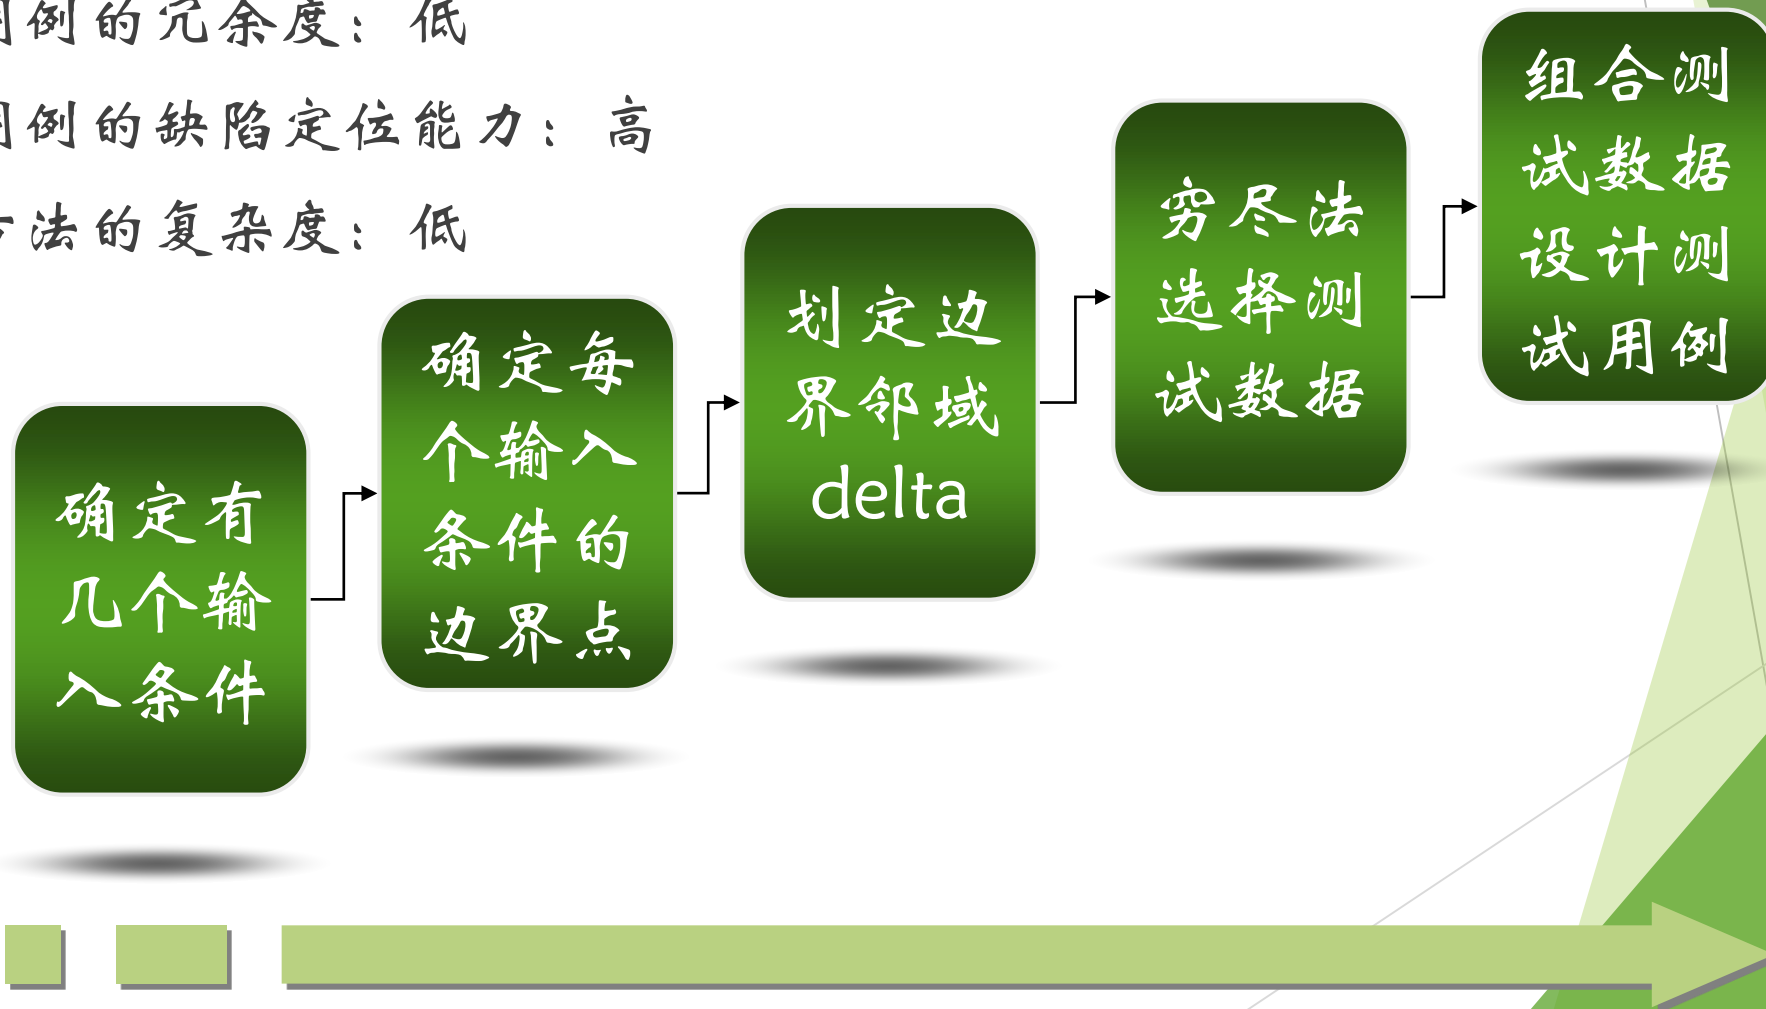 例的冗余度：低
例的缺陷定位能力：高
法的复杂度：低
确定有
几个输
入条件
确定每
个输入
条件的
边界点
划定边
界邻域
delta
穷尽法
选择测
试数据
组合测
试数据
设计测
试用例